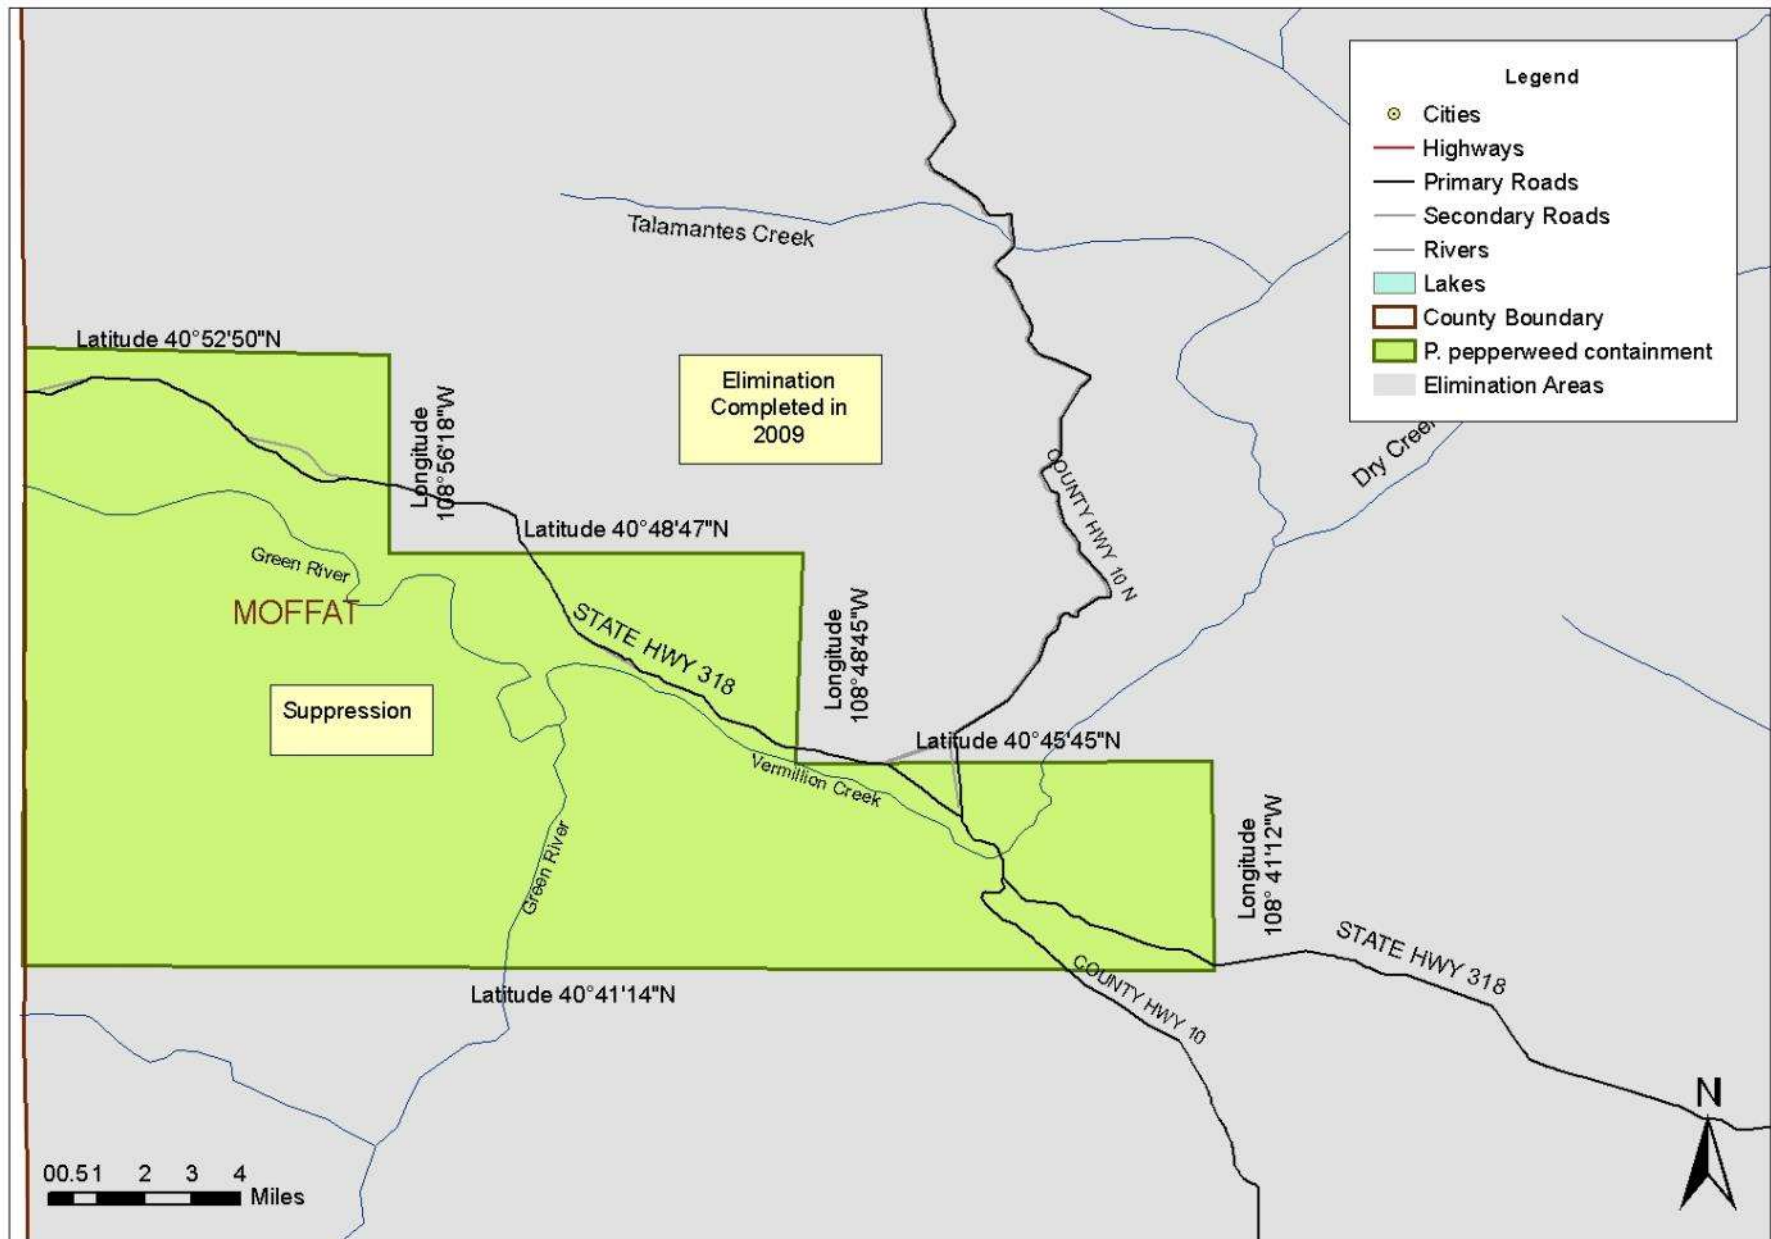 Legend
Cities
Highways
Primary Roads
Secondary Roads
Rivers
Lakes
County Boundary
P. pepperweed containment
Elimination Areas
Talamantes Creek
Latitude 40°52'50"N
Longitude
108°56'18"W
Elimination
Completed in
2009
Dry Creek
COUNTY HWY 10 N
Latitude 40°48'47"N
Green River
MOFFAT
STATE HWY 318
Longitude
108°48'45"W
Suppression
Latitude 40°45'45"N
Vermillion Creek
Green River
Longitude
108° 41'12"W
STATE HWY 318
COUNTY HWY 10
Latitude 40°41'14"N
N
00.51 2 3 4
Miles